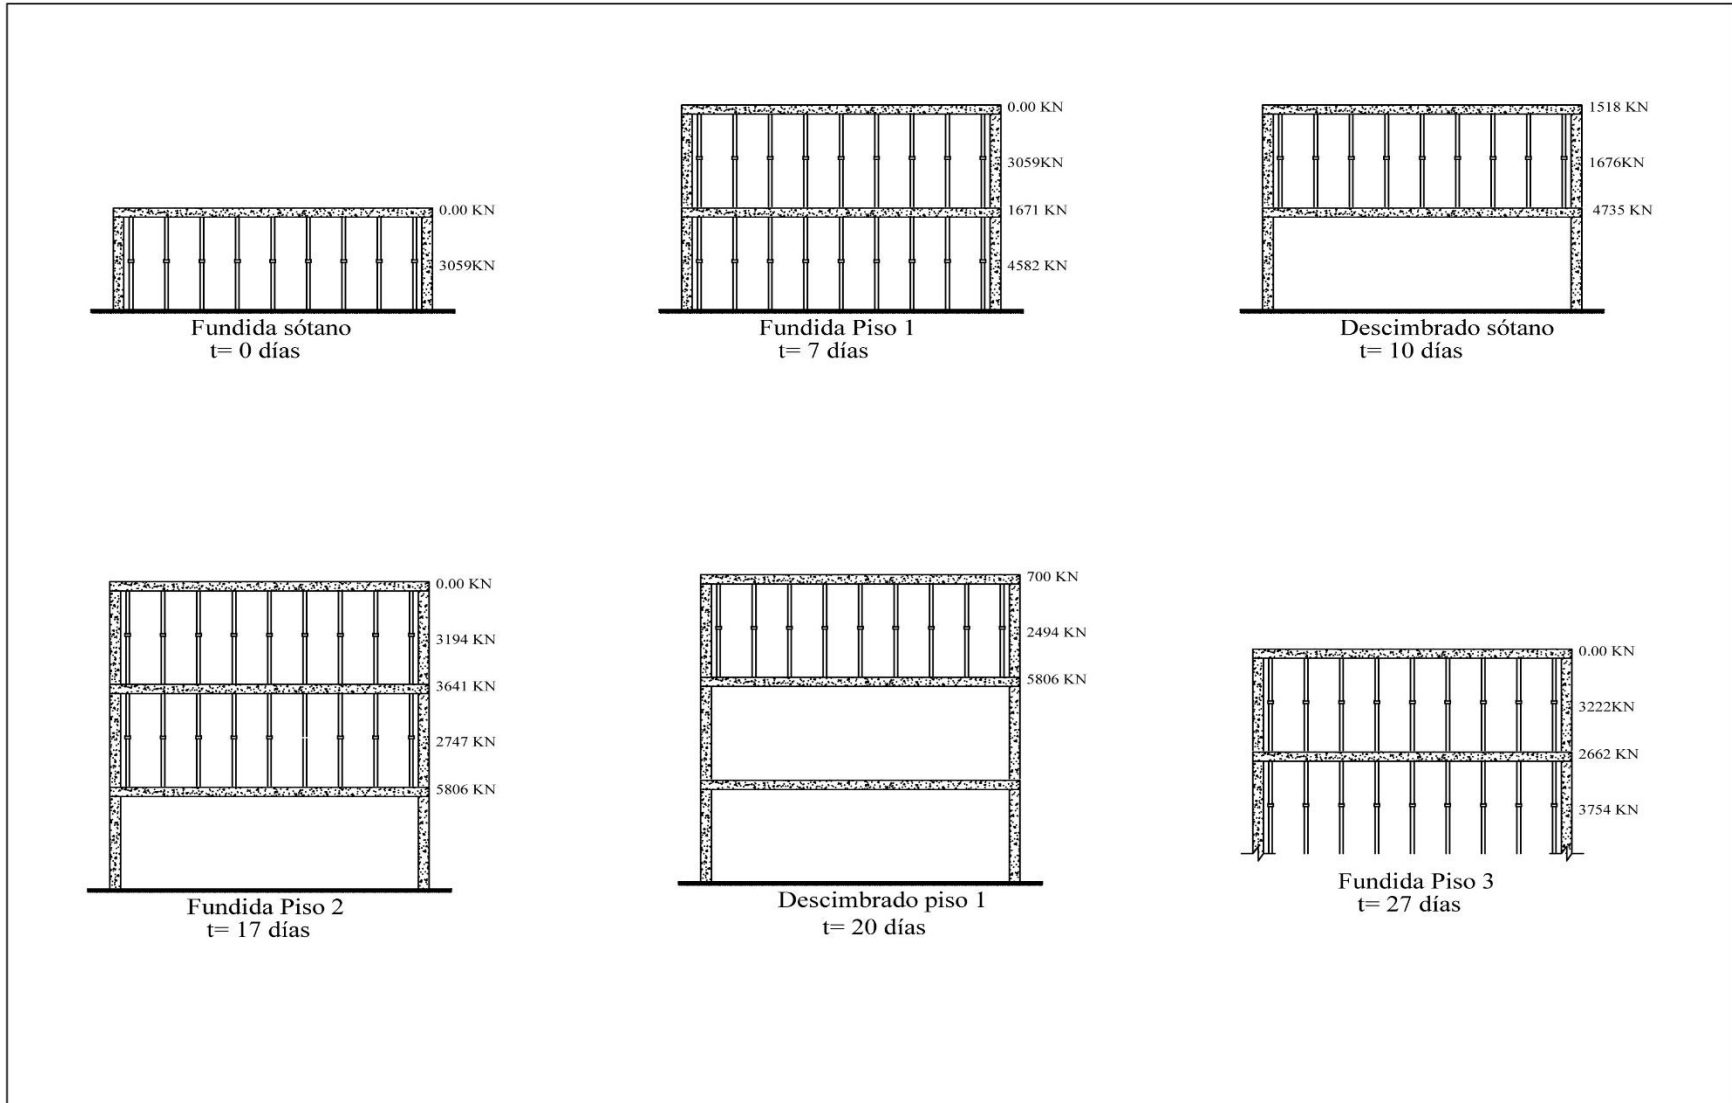 0.00 KN
3059KN
Fundida sótano
t= 0 días
0.00 KN
3059KN
1671 KN
4582 KN
Fundida Piso 1
t= 7 días
1518 KN
1676KN
4735 KN
Descimbrado sótano
t= 10 días
0.00 KN
3194 KN
3641 KN
2747 KN
5806 KN
Fundida Piso 2
t= 17 días
700 KN
2494 KN
5806 KN
Descimbrado piso 1
t= 20 días
0.00 KN
3222KN
2662 KN
3754 KN
Fundida Piso 3
t= 27 días